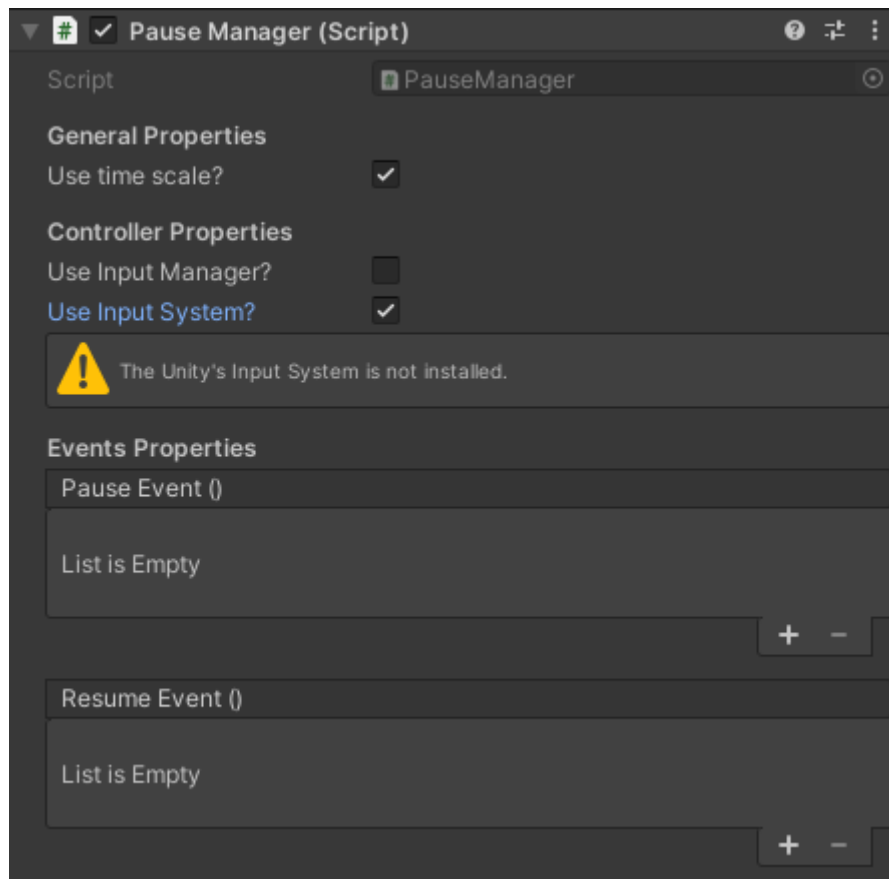 Pause Manager (Script)
Script PauseManager
General Properties
Use time scale?
Controller Properties
Use Input Manager?
Use Input System?
The Unity's Input System is not installed.
Events Properties
Pause Event ()
List is Empty
Resume Event ()
List is Empty